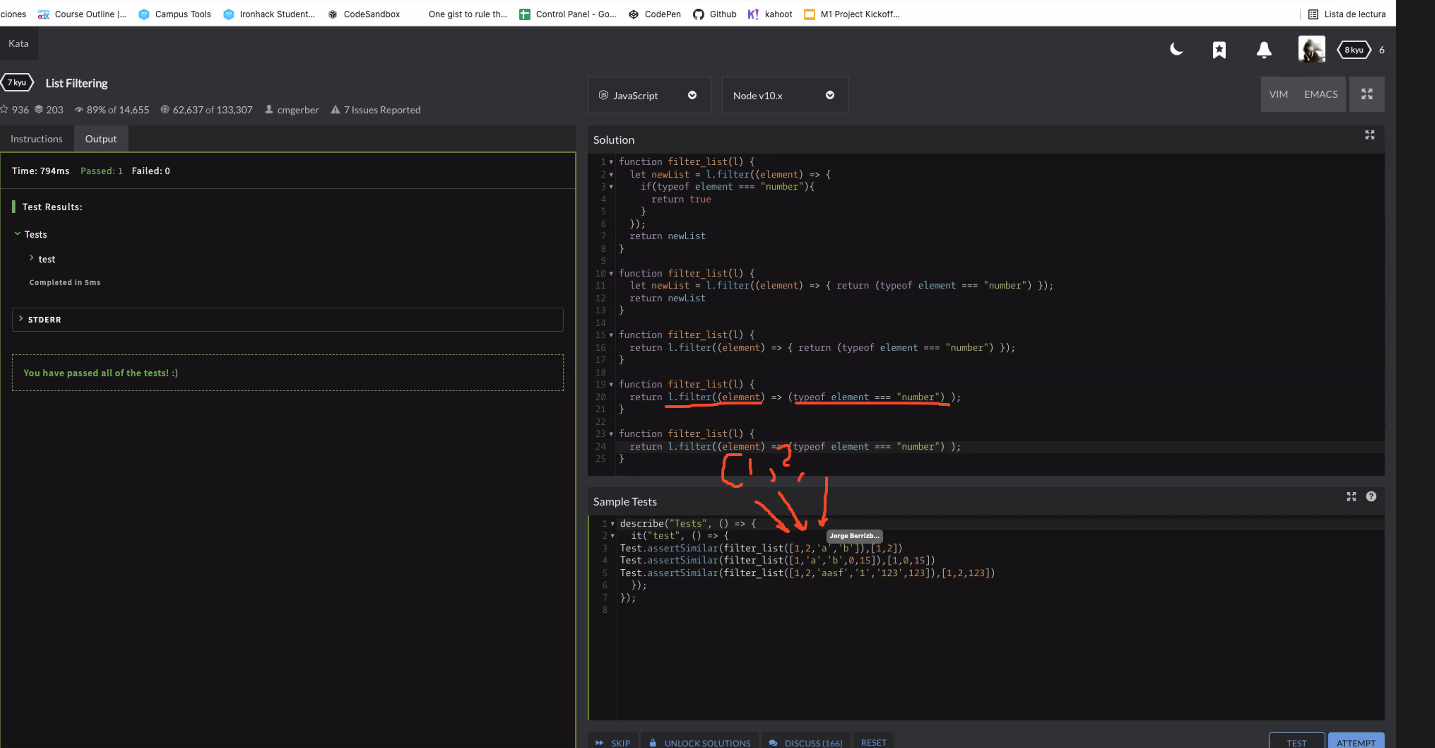 ciones Course Outline |... Campus Tools Ironhack Student... CodeSandbox One gist to rule th... Control Panel - Go... CodePen Github kahoot M1 Project Kickoff... Lista de lectura
Kata
8 kyu 6
7 kyu List Filtering
936 203 89% of 14,655 62,637 of 133,307 cmgerber 7 Issues Reported
JavaScript Node v10.x VIM EMACS
Instructions Output
Time: 794ms Passed: 1 Failed: 0
Test Results:
Tests
test
Completed in 5ms
STDERR
You have passed all of the tests! :)
Solution
1 function filter_list(l) {
2 let newList = l.filter((element) => {
3 if(typeof element === "number"){
4 return true
5 }
6 });
7 return newList
8 }
9
10 function filter_list(l) {
11 let newList = l.filter((element) => { return (typeof element === "number") });
12 return newList
13 }
14
15 function filter_list(l) {
16 return l.filter((element) => { return (typeof element === "number") });
17 }
18
19 function filter_list(l) {
20 return l.filter((element) => (typeof element === "number") );
21 }
22
23 function filter_list(l) {
24 return l.filter((element) => (typeof element === "number") );
25 }
[1,2,
Sample Tests
1 describe("Tests", () => {
2 it("test", () => {
Jorge Berrizb...
3 Test.assertSimilar(filter_list([1,2,'a','b']),[1,2])
4 Test.assertSimilar(filter_list([1,'a','b',0,15]),[1,0,15])
5 Test.assertSimilar(filter_list([1,2,'aasf','1','123',123]),[1,2,123])
6 });
7 });
8
SKIP UNLOCK SOLUTIONS DISCUSS (166) RESET TEST ATTEMPT